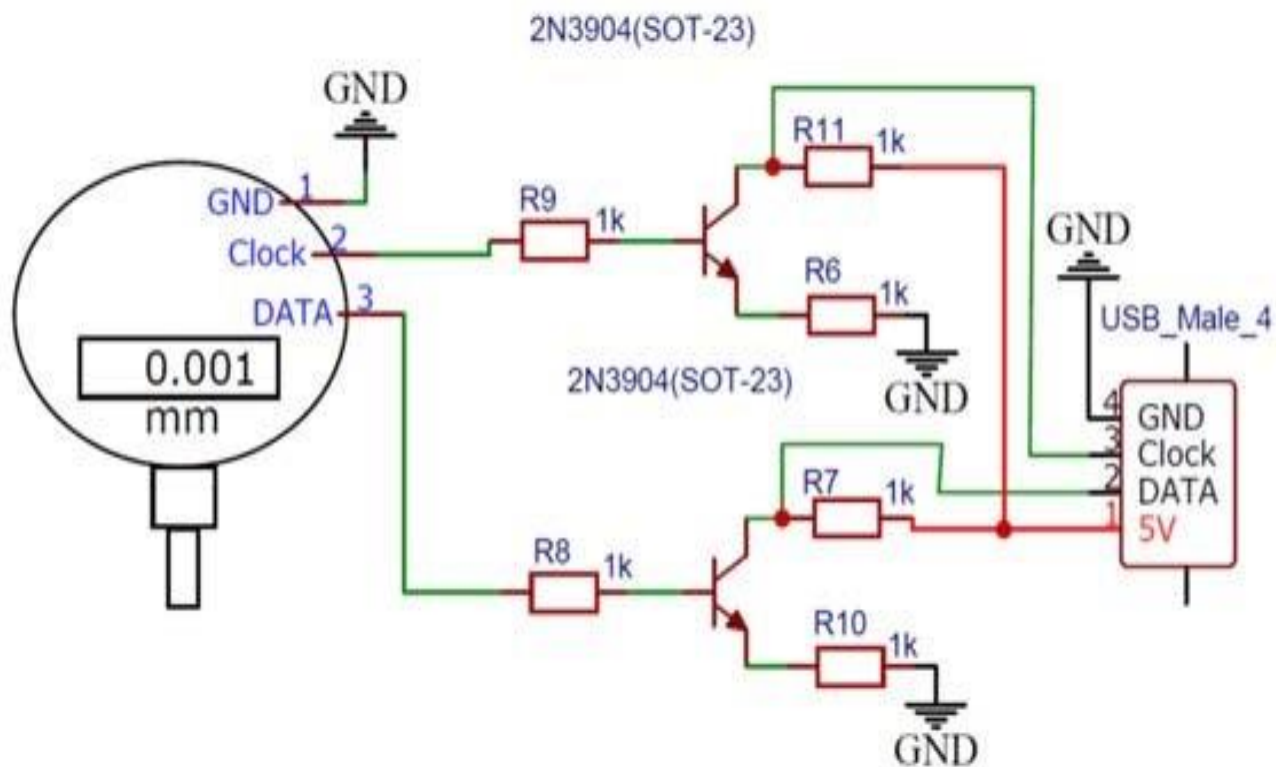 2N3904(SOT-23)
GND
R11
1k
GND 1
R9
1k
Clock 2
GND
R6
1k
DATA 3
USB_Male_4
0.001
2N3904(SOT-23)
GND
mm
4 GND
3 Clock
R7
1k
2 DATA
1 5V
R8
1k
R10
1k
GND